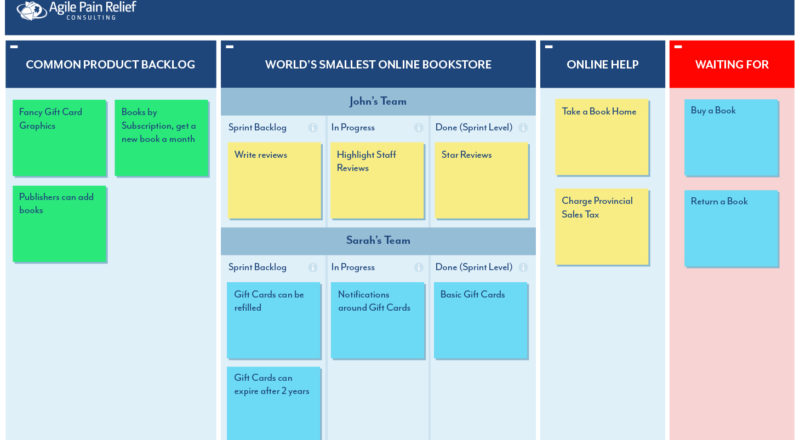 Agile Pain Relief
CONSULTING
COMMON PRODUCT BACKLOG
Fancy Gift Card
Graphics
Books by
Subscription, get a
new book a month
Publishers can add
books
WORLD'S SMALLEST ONLINE BOOKSTORE
John's Team
Sprint Backlog
In Progress
Done (Sprint Level)
Write reviews
Highlight Staff
Reviews
Star Reviews
Sarah's Team
Sprint Backlog
In Progress
Done (Sprint Level)
Gift Cards can be
refilled
Notifications
around Gift Cards
Basic Gift Cards
Gift Cards can
expire after 2 years
ONLINE HELP
Take a Book Home
Charge Provincial
Sales Tax
WAITING FOR
Buy a Book
Return a Book